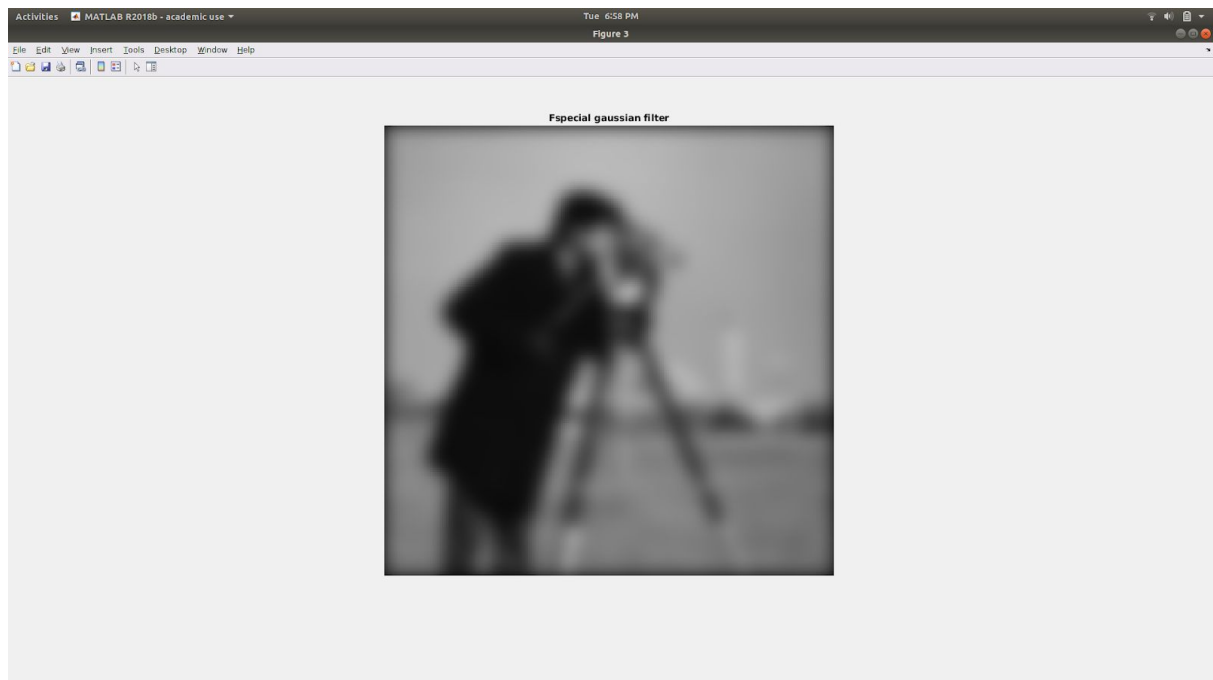 Activities MATLAB R2018b - academic use Tue 6:58 PM
Figure 3
File Edit View Insert Tools Desktop Window Help
Fspecial gaussian filter